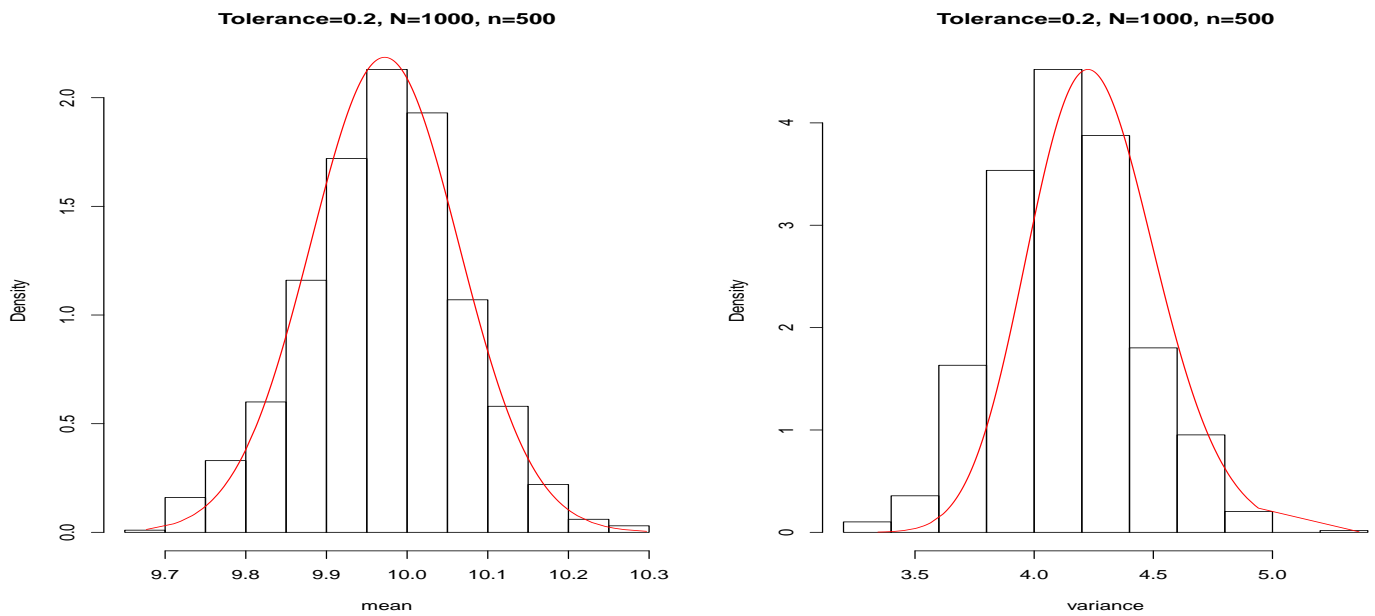 Tolerance=0.2, N=1000, n=500
Density
0.0
0.5
1.0
1.5
2.0
9.7 9.8 9.9 10.0 10.1 10.2 10.3
mean
Tolerance=0.2, N=1000, n=500
Density
0
1
2
3
4
3.5 4.0 4.5 5.0
variance